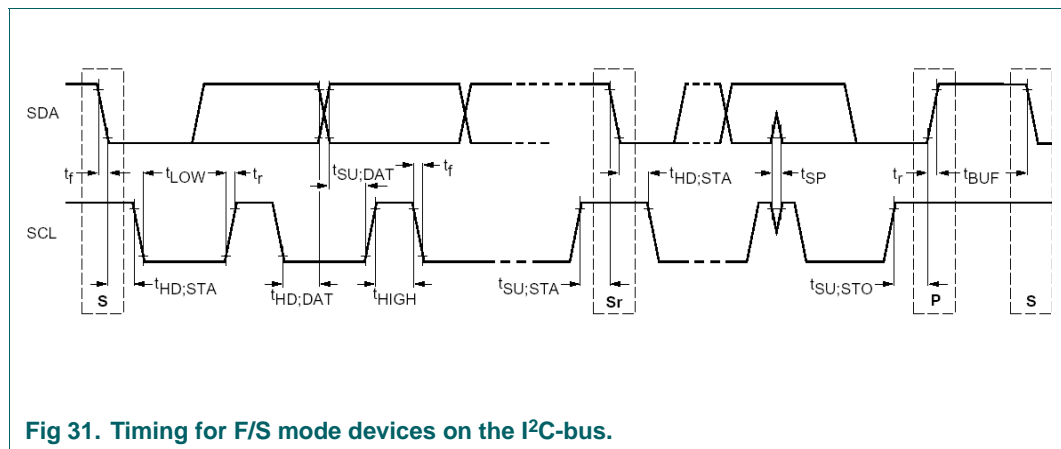 SDA
t_f t_LOW t_r t_SU;DAT t_f t_HD;STA t_SP t_r t_BUF
SCL
S t_HD;STA t_HD;DAT t_HIGH t_SU;STA Sr t_SU;STO P S
Fig 31. Timing for F/S mode devices on the I²C-bus.